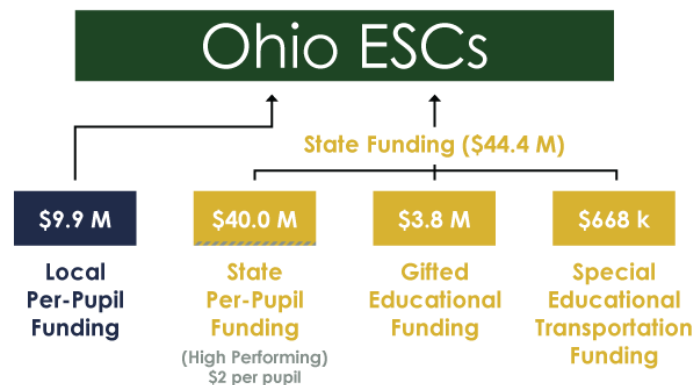 Ohio ESCs
State Funding ($44.4 M)
$9.9 M
$40.0 M
$3.8 M
$668 k
Local
Per-Pupil
Funding
State
Per-Pupil
Funding
(High Performing)
$2 per pupil
Gifted
Educational
Funding
Special
Educational
Transportation
Funding